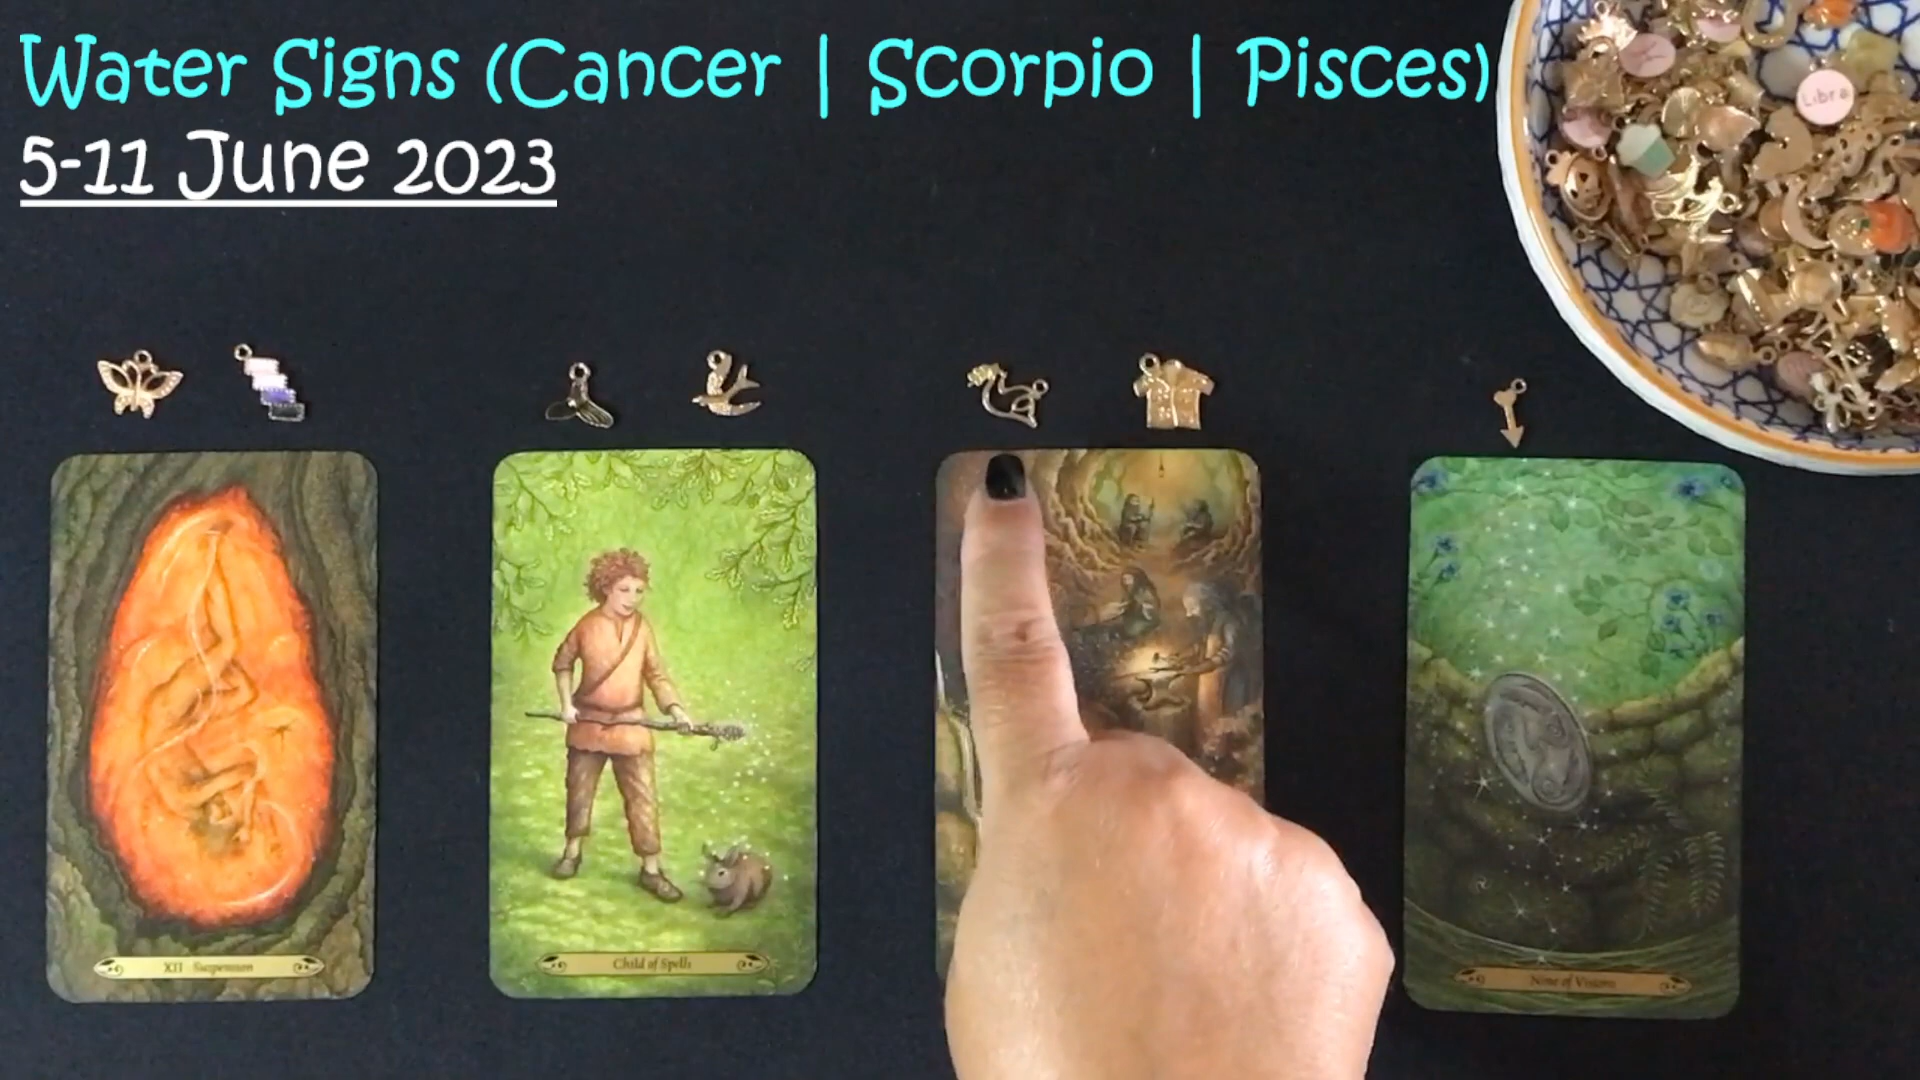 Water Signs (Cancer | Scorpio | Pisces)
5-11 June 2023
Libra
XII Suspension
Child of Spells
Nine of Visions